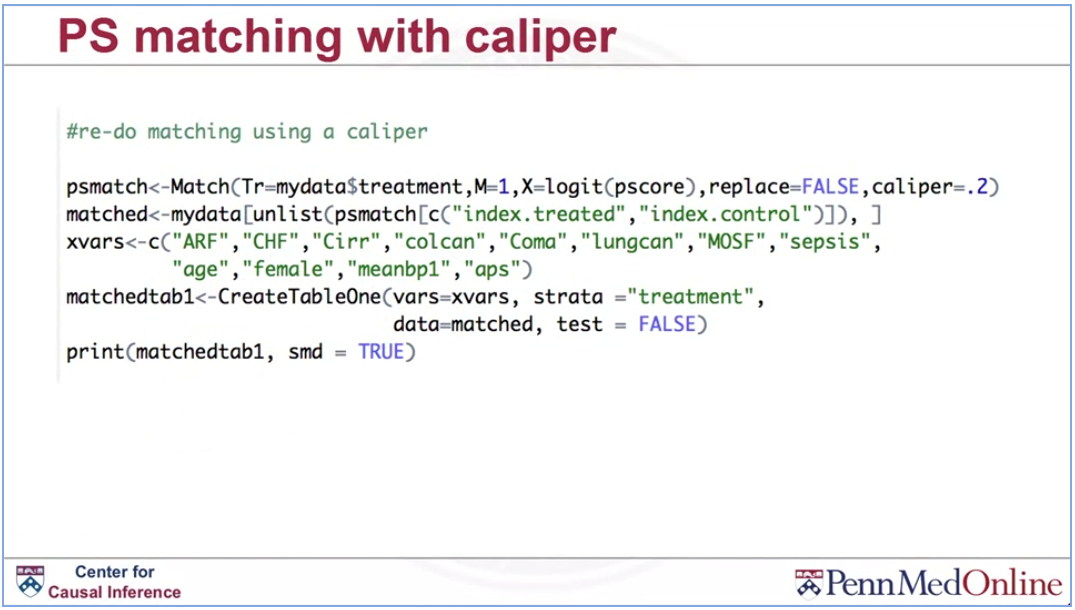 PS matching with caliper
#re-do matching using a caliper
psmatch<-Match(Tr=mydata$treatment,M=1,X=logit(pscore),replace=FALSE,caliper=.2)
matched<-mydata[unlist(psmatch[c("index.treated","index.control")]), ]
xvars<-c("ARF","CHF","Cirr","colcan","Coma","lungcan","MOSF","sepsis",
"age","female","meanbp1","aps")
matchedtab1<-CreateTableOne(vars=xvars, strata ="treatment",
data=matched, test = FALSE)
print(matchedtab1, smd = TRUE)
Center for
Causal Inference
PennMedOnline